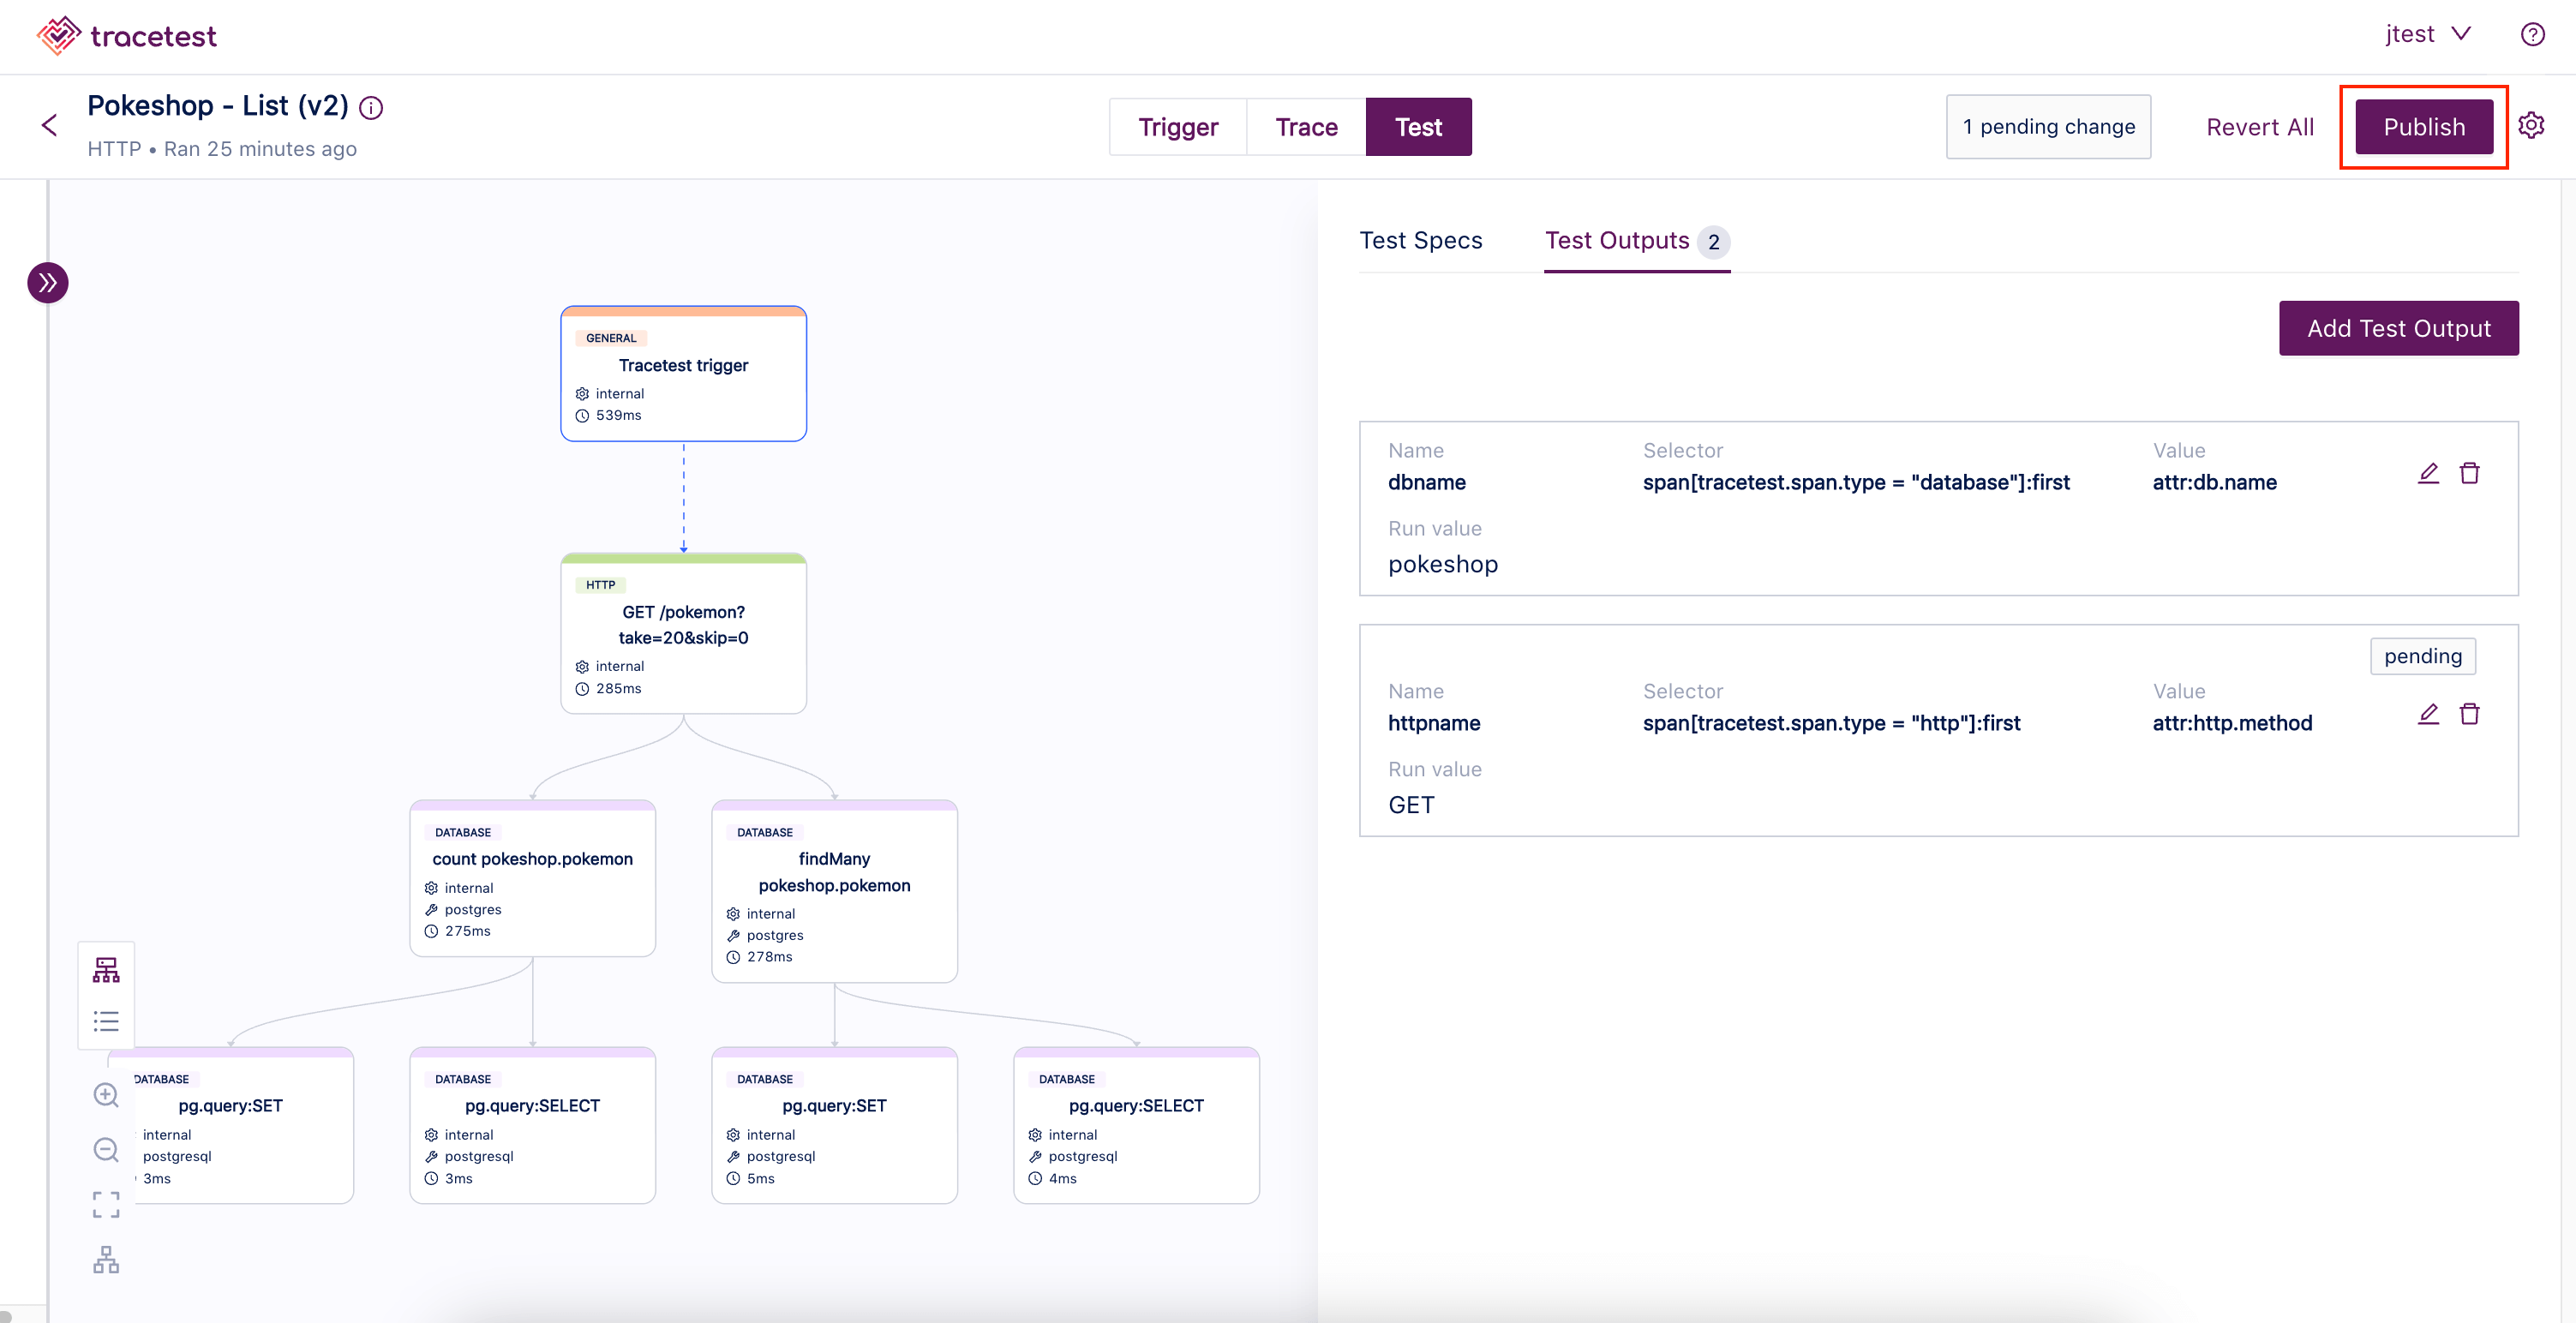 tracetest
jtest
Pokeshop - List (v2)
HTTP • Ran 25 minutes ago
Trigger
Trace
Test
1 pending change
Revert All
Publish
GENERAL
Tracetest trigger
internal
539ms
HTTP
GET /pokemon?
take=20&skip=0
internal
285ms
DATABASE
count pokeshop.pokemon
internal
postgres
275ms
DATABASE
findMany
pokeshop.pokemon
internal
postgres
278ms
DATABASE
pg.query:SET
internal
postgresql
3ms
DATABASE
pg.query:SELECT
internal
postgresql
3ms
DATABASE
pg.query:SET
internal
postgresql
5ms
DATABASE
pg.query:SELECT
internal
postgresql
4ms
Test Specs
Test Outputs 2
Add Test Output
Name
dbname
Selector
span[tracetest.span.type = "database"]:first
Value
attr:db.name
Run value
pokeshop
pending
Name
httpname
Selector
span[tracetest.span.type = "http"]:first
Value
attr:http.method
Run value
GET